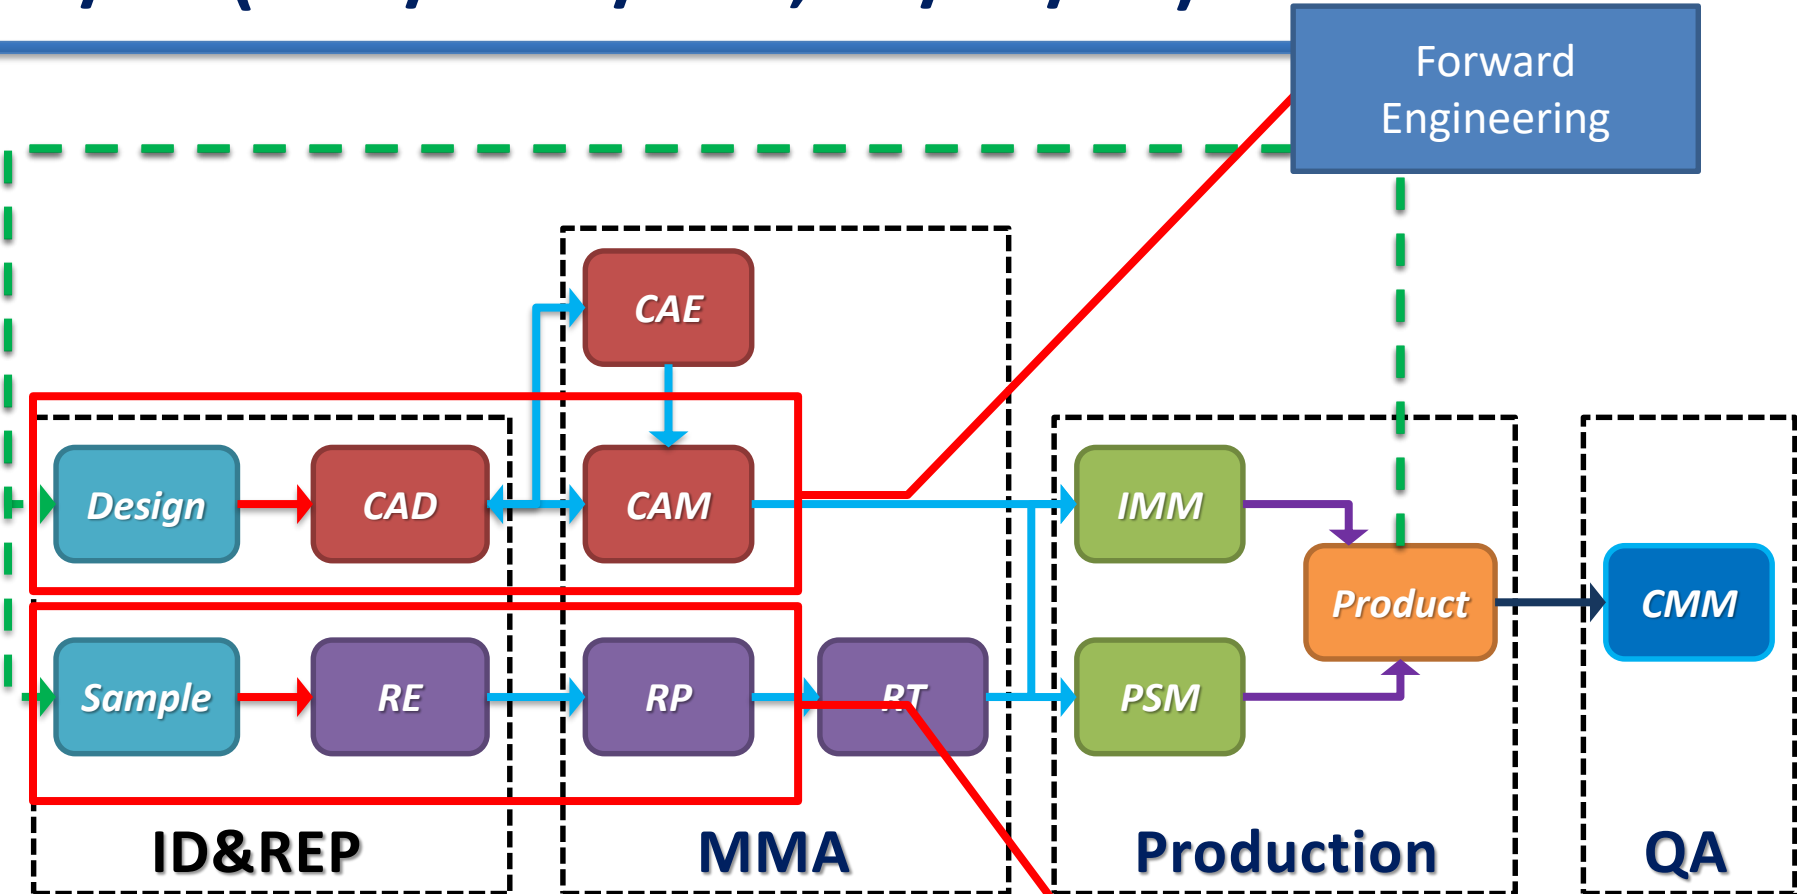 Forward
Engineering
CAE
Design
CAD
CAM
IMM
Product
CMM
Sample
RE
RP
RT
PSM
ID&REP
MMA
Production
QA